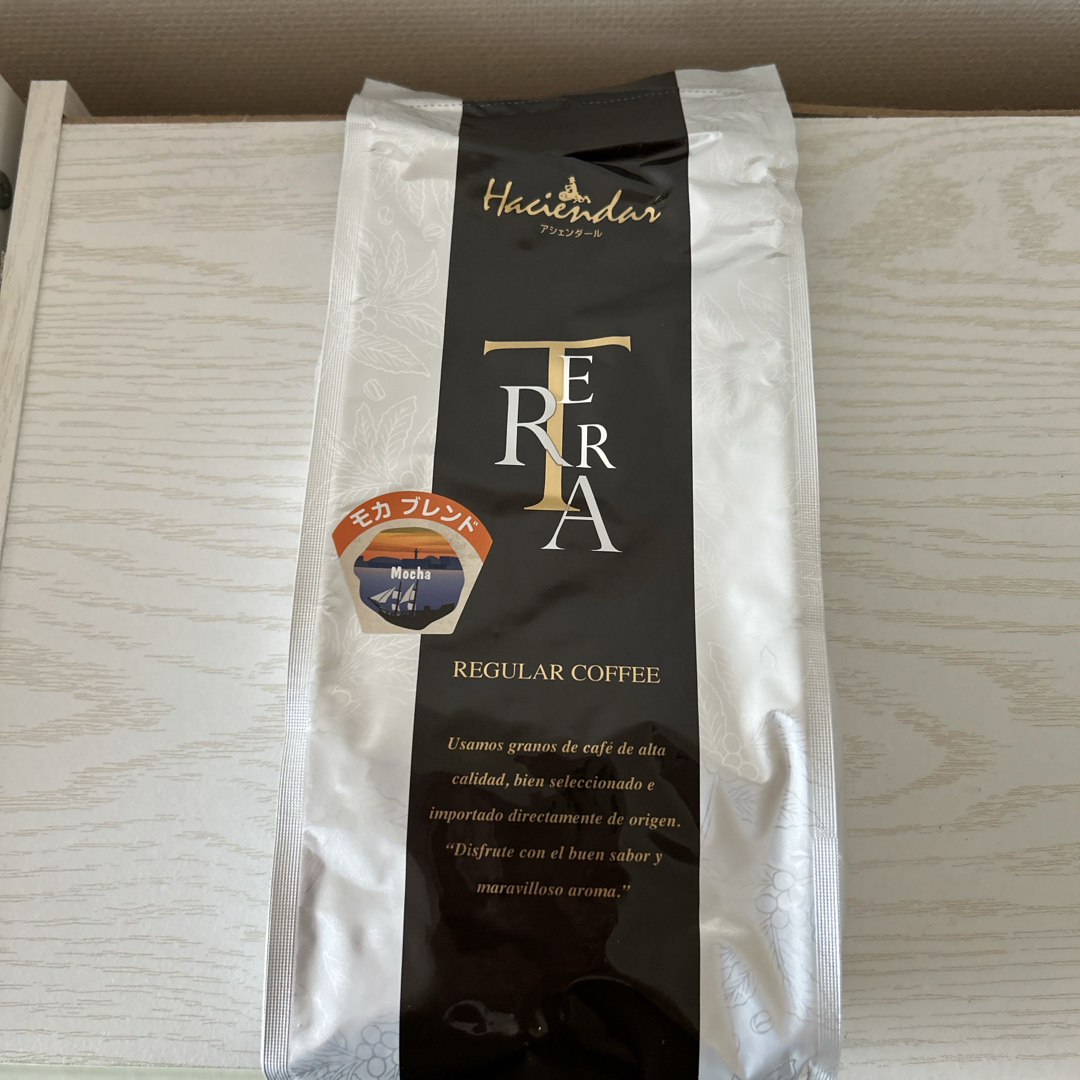 Haciendar
アシェンダール
TERRA
モカ ブレンド
Mocha
REGULAR COFFEE
Usamos granos de café de alta
calidad, bien seleccionado e
importado directamente de origen.
“Disfrute con el buen sabor y
maravilloso aroma.”